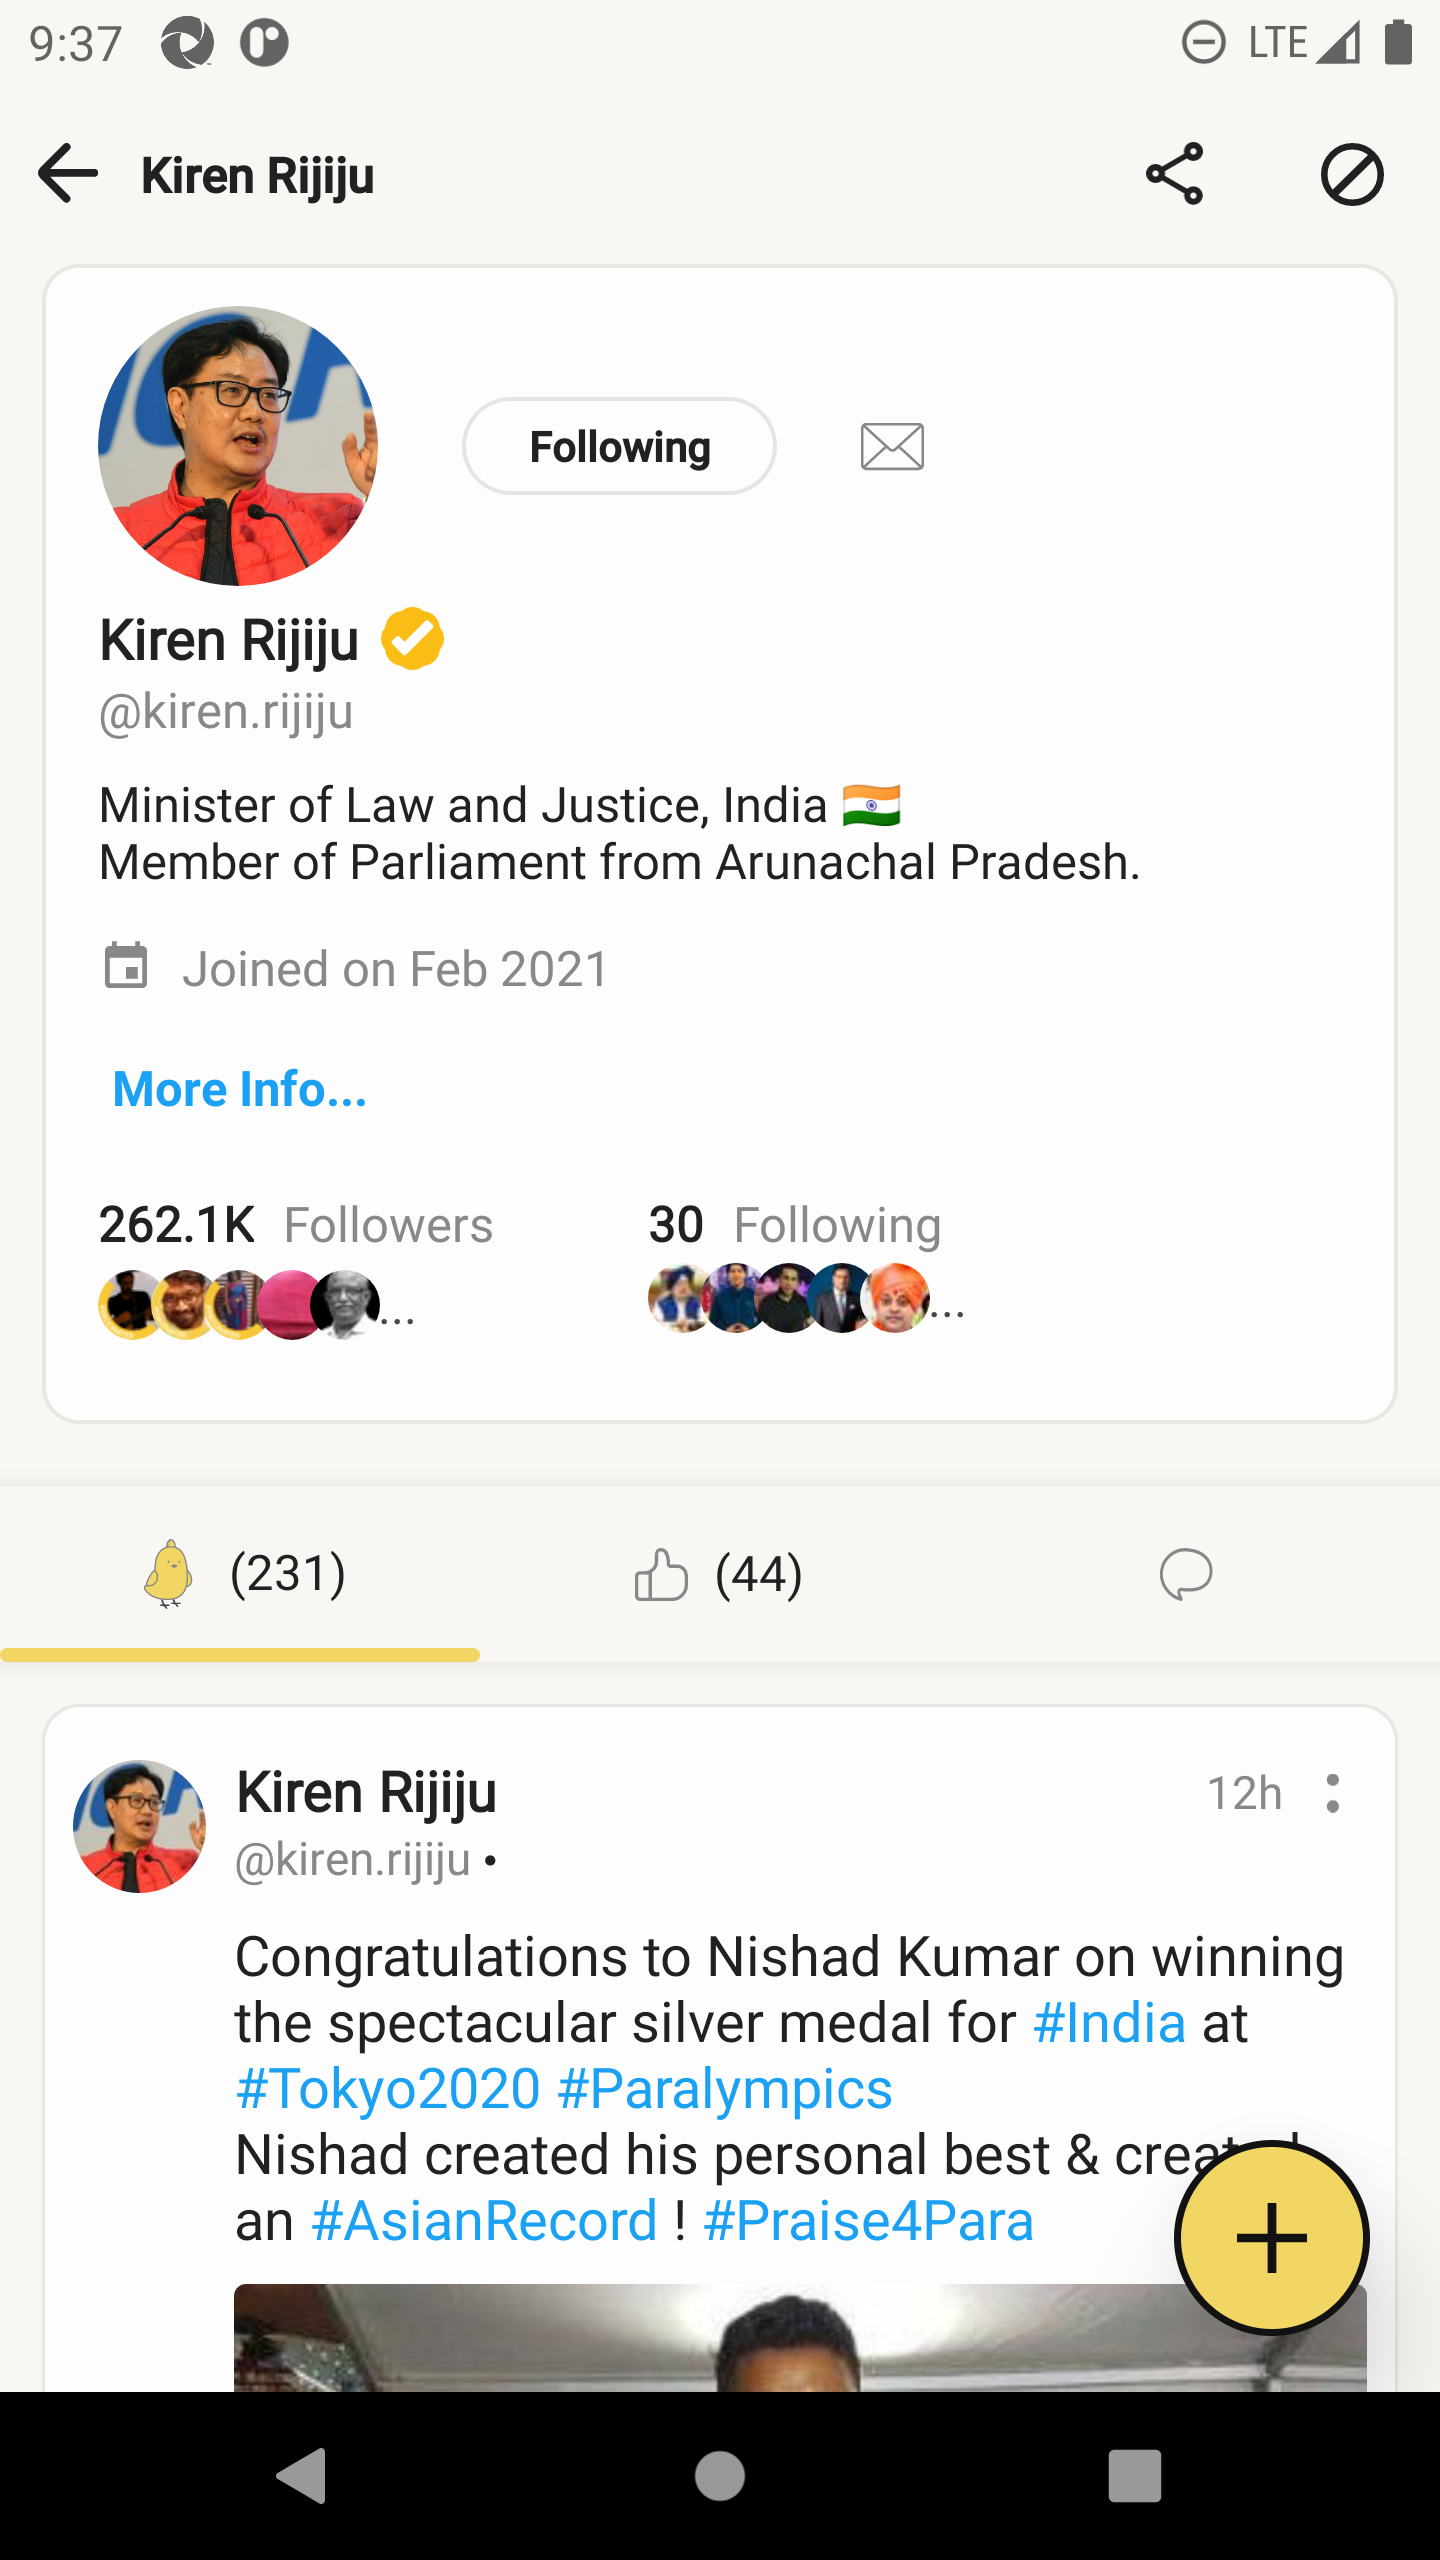 9:37
LTE
Kiren Rijiju
Following
Kiren Rijiju
@kiren.rijiju
Minister of Law and Justice, India 🇮🇳
Member of Parliament from Arunachal Pradesh.
Joined on Feb 2021
More Info...
262.1K Followers
30 Following
...
...
(231)
(44)
Kiren Rijiju
12h
@kiren.rijiju •
Congratulations to Nishad Kumar on winning
the spectacular silver medal for #India at
#Tokyo2020 #Paralympics
Nishad created his personal best &
an #AsianRecord ! #Praise4Para